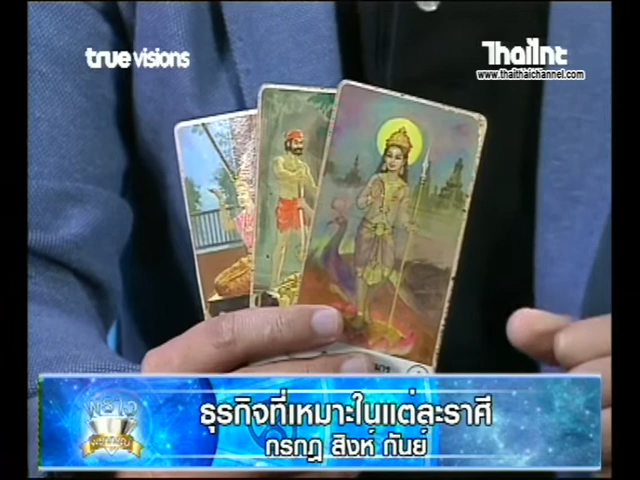 true visions
ThaiThai
www.thaithaichannel.com
ธุรกิจที่เหมาะในแต่ละราศี
กรกฎ สิงห์ กันย์